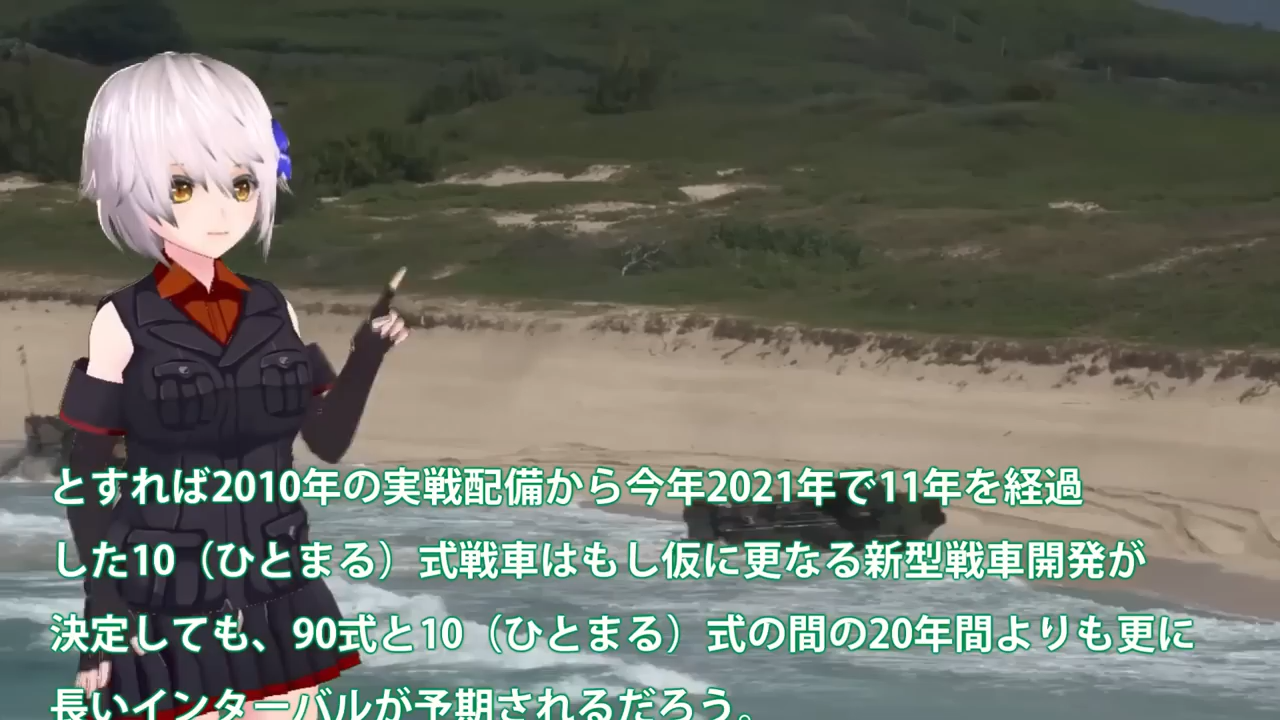 とすれば2010年の実戦配備から今年2021年で11年を経過
した10（ひとまる）式戦車はもし仮に更なる新型戦車開発が
決定しても、90式と10（ひとまる）式の間の20年間よりも更に
長いインターバルが予期されるだろう。